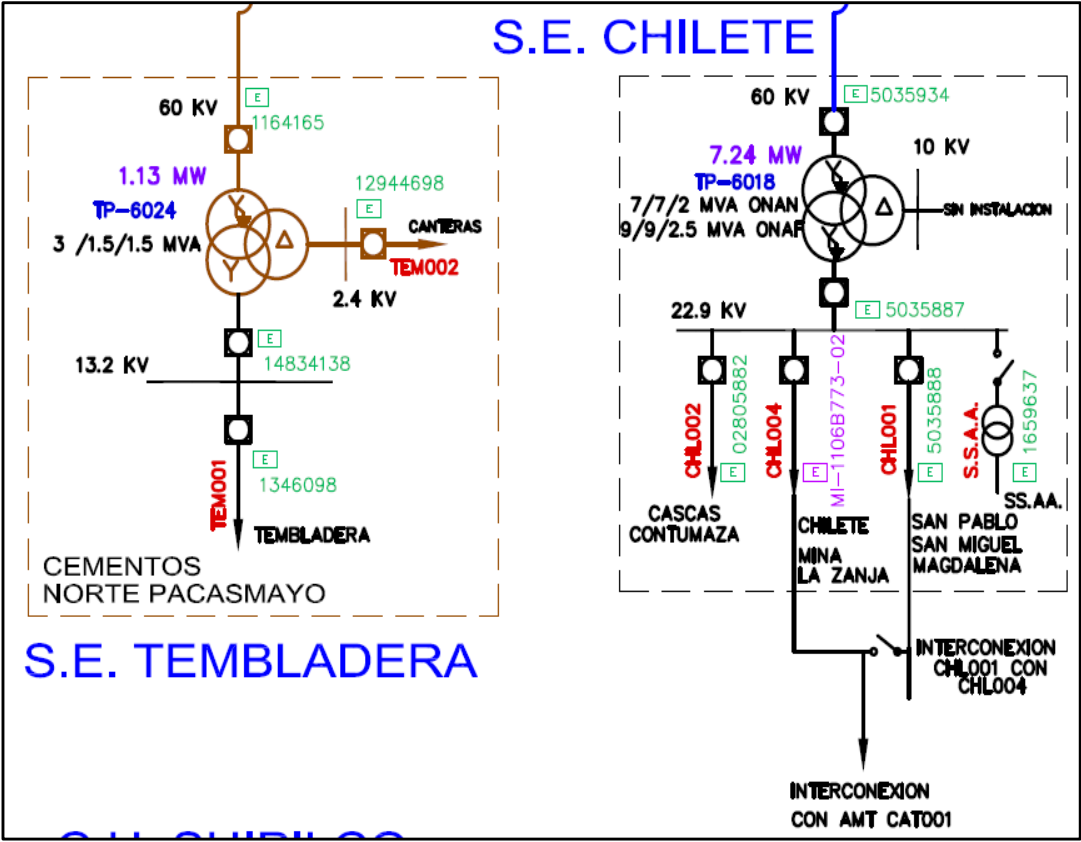 S.E. CHILETE
60 KV
E
1164165
1.13 MW
TP-6024
3 /1.5/1.5 MVA
Y
Y
Δ
12944698
E
CANTERAS
TEM002
2.4 KV
E
14834138
13.2 KV
E
1346098
TEM001
TEMBLADERA
CEMENTOS
NORTE PACASMAYO
S.E. TEMBLADERA
60 KV
E 5035934
7.24 MW
TP-6018
7/7/2 MVA ONAN
9/9/2.5 MVA ONAF
Y
Y
Δ
10 KV
SIN INSTALACION
E 5035887
22.9 KV
CHL002
E 02805882
CHL004
E
MI-1106B773-02
CHL001
E 5035888
S.S.A.A.
E 1659637
SS.AA.
CASCAS
CONTUMAZA
CHILETE
MINA
LA ZANJA
SAN PABLO
SAN MIGUEL
MAGDALENA
INTERCONEXION
CHL001 CON
CHL004
INTERCONEXION
CON AMT CAT001